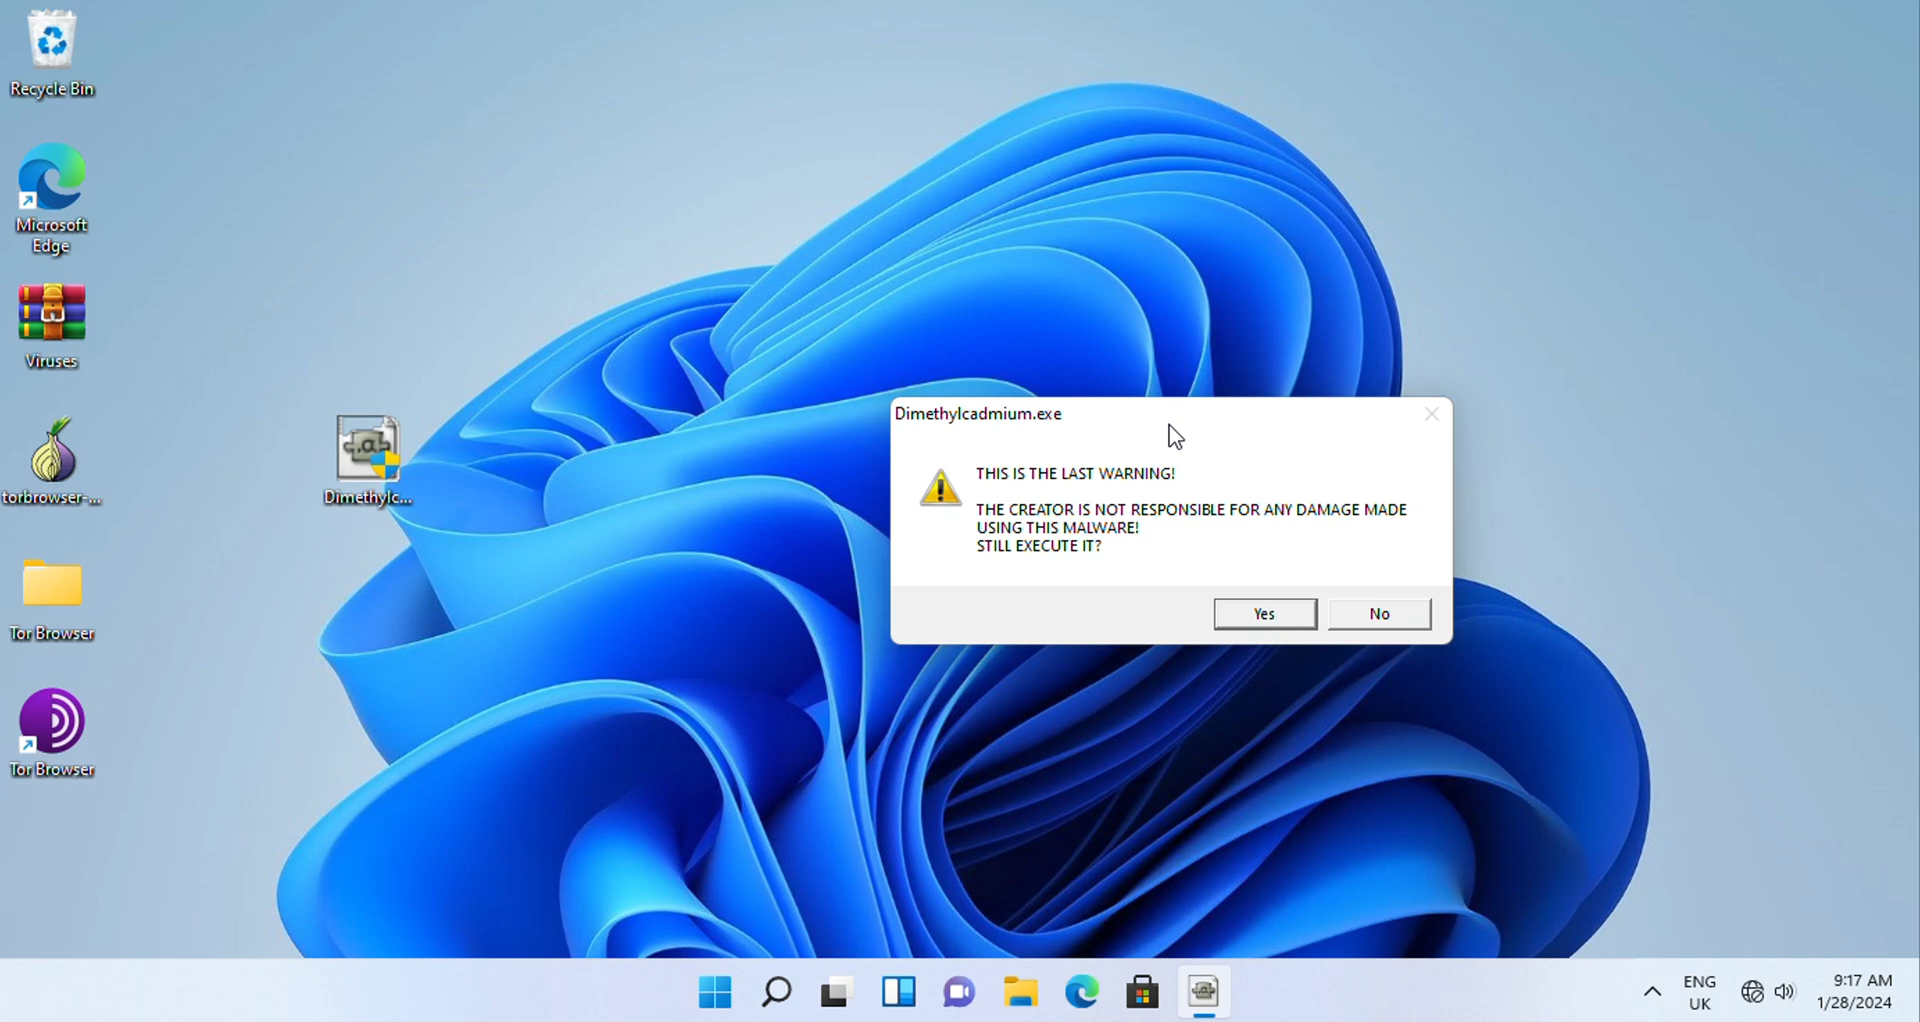 Recycle Bin
Microsoft
Edge
Viruses
torbrowser-...
Tor Browser
Tor Browser
.a
Dimethylc...
Dimethylcadmium.exe
THIS IS THE LAST WARNING!
THE CREATOR IS NOT RESPONSIBLE FOR ANY DAMAGE MADE
USING THIS MALWARE!
STILL EXECUTE IT?
Yes
No
ENG
UK
9:17 AM
1/28/2024